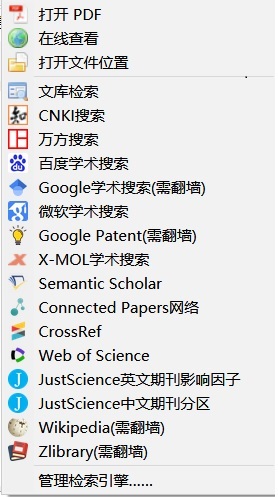 打开 PDF
在线查看
打开文件位置
文库检索
CNKI搜索
万方搜索
百度学术搜索
Google学术搜索(需翻墙)
微软学术搜索
Google Patent(需翻墙)
X-MOL学术搜索
Semantic Scholar
Connected Papers网络
CrossRef
Web of Science
JustScience英文期刊影响因子
JustScience中文期刊分区
Wikipedia(需翻墙)
Zlibrary(需翻墙)
管理检索引擎......